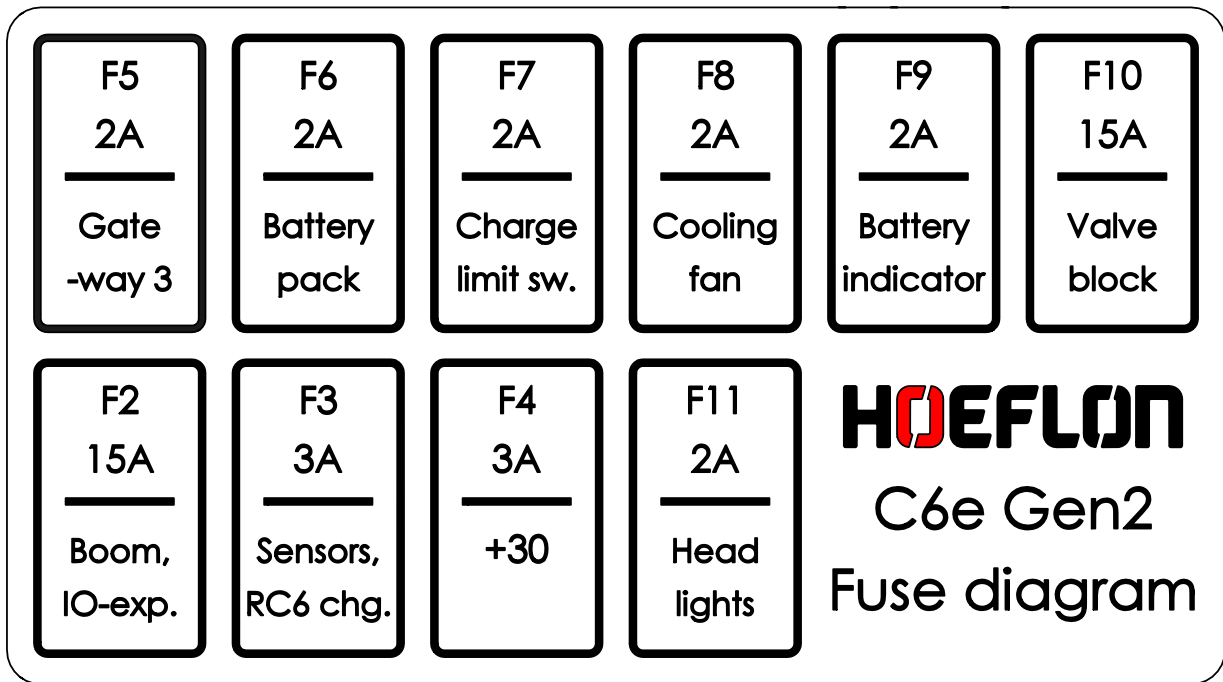 F5
2A
Gate
-way 3
F6
2A
Battery
pack
F7
2A
Charge
limit sw.
F8
2A
Cooling
fan
F9
2A
Battery
indicator
F10
15A
Valve
block
F2
15A
Boom,
IO-exp.
F3
3A
Sensors,
RC6 chg.
F4
3A
+30
F11
2A
Head
lights
HOEFLON
C6e Gen2
Fuse diagram